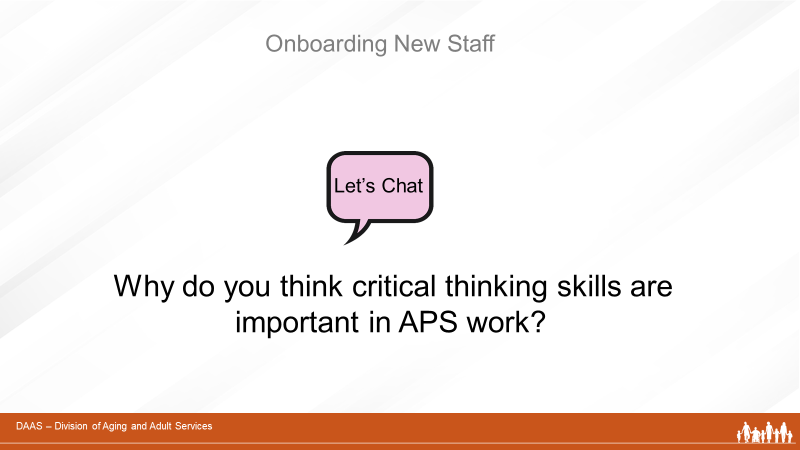 Onboarding New Staff
Let’s Chat
Why do you think critical thinking skills are
important in APS work?
DAAS – Division of Aging and Adult Services